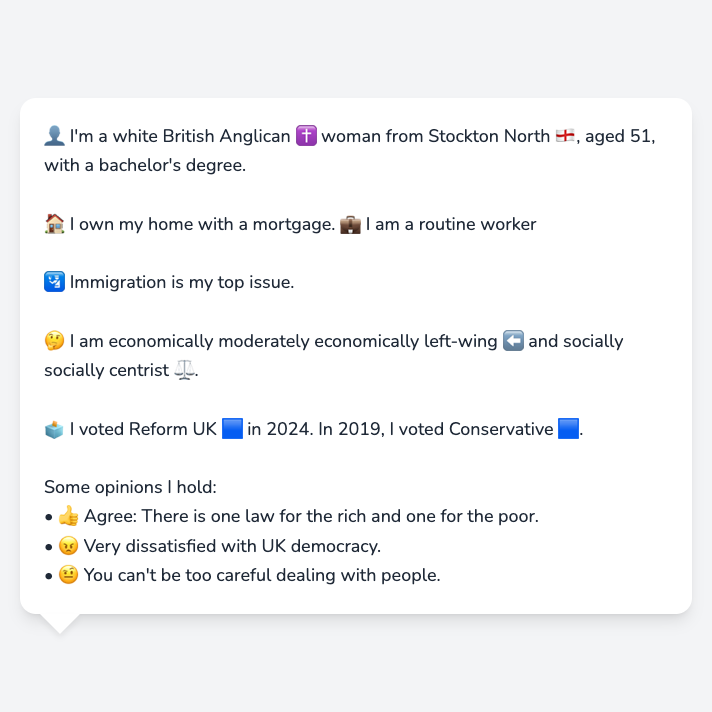 👤 I'm a white British Anglican ✝️ woman from Stockton North 🏴󠁧󠁢󠁥󠁮󠁧󠁿, aged 51,
with a bachelor's degree.
🏠 I own my home with a mortgage. 💼 I am a routine worker
🛂 Immigration is my top issue.
🤔 I am economically moderately economically left-wing ⬅️ and socially
socially centrist ⚖️.
🗳️ I voted Reform UK 🟦 in 2024. In 2019, I voted Conservative 🟦.
Some opinions I hold:
• 👍 Agree: There is one law for the rich and one for the poor.
• 😠 Very dissatisfied with UK democracy.
• 🤨 You can't be too careful dealing with people.